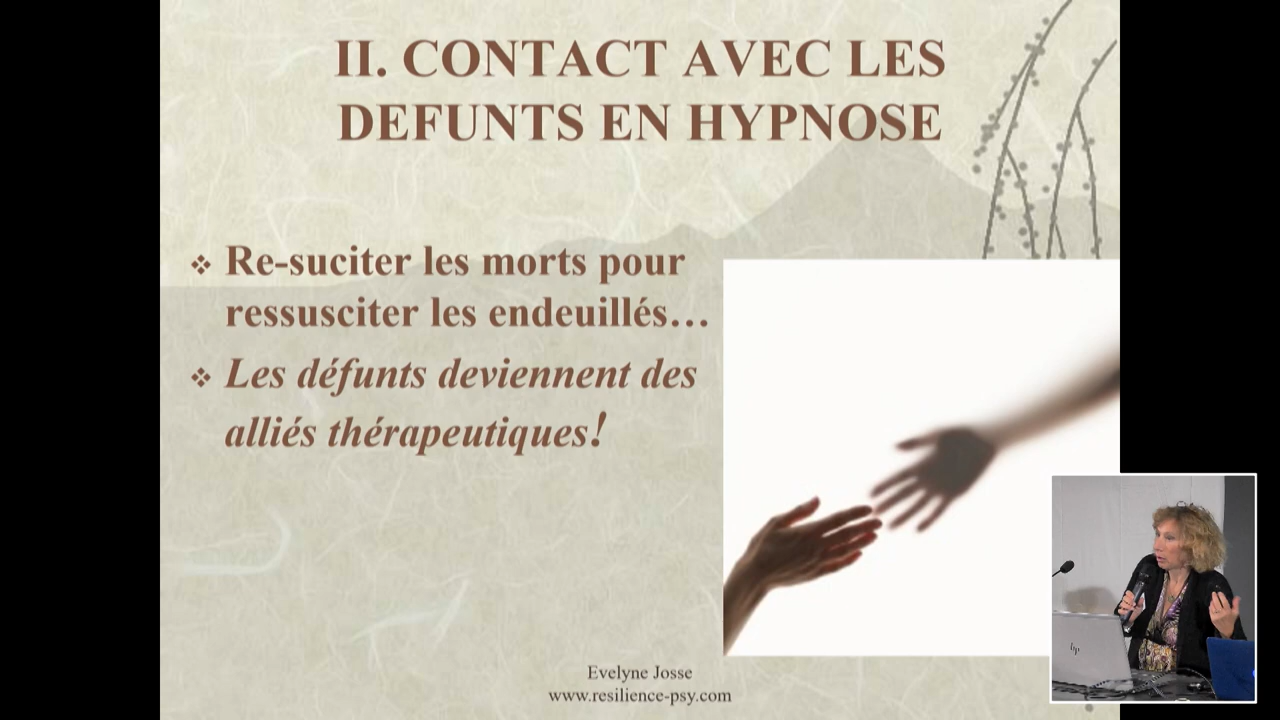 II. CONTACT AVEC LES
DEFUNTS EN HYPNOSE
❖ Re-suciter les morts pour
ressusciter les endeuillés…
❖ Les défunts deviennent des
alliés thérapeutiques!
Evelyne Josse
www.resilience-psy.com
hp